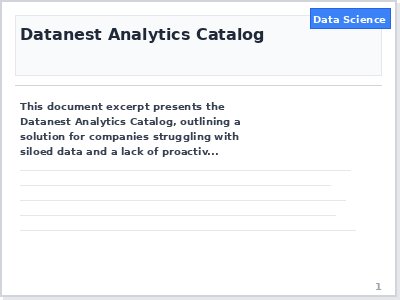 Data Science
Datanest Analytics Catalog
This document excerpt presents the
Datanest Analytics Catalog, outlining a
solution for companies struggling with
siloed data and a lack of proactiv...
1